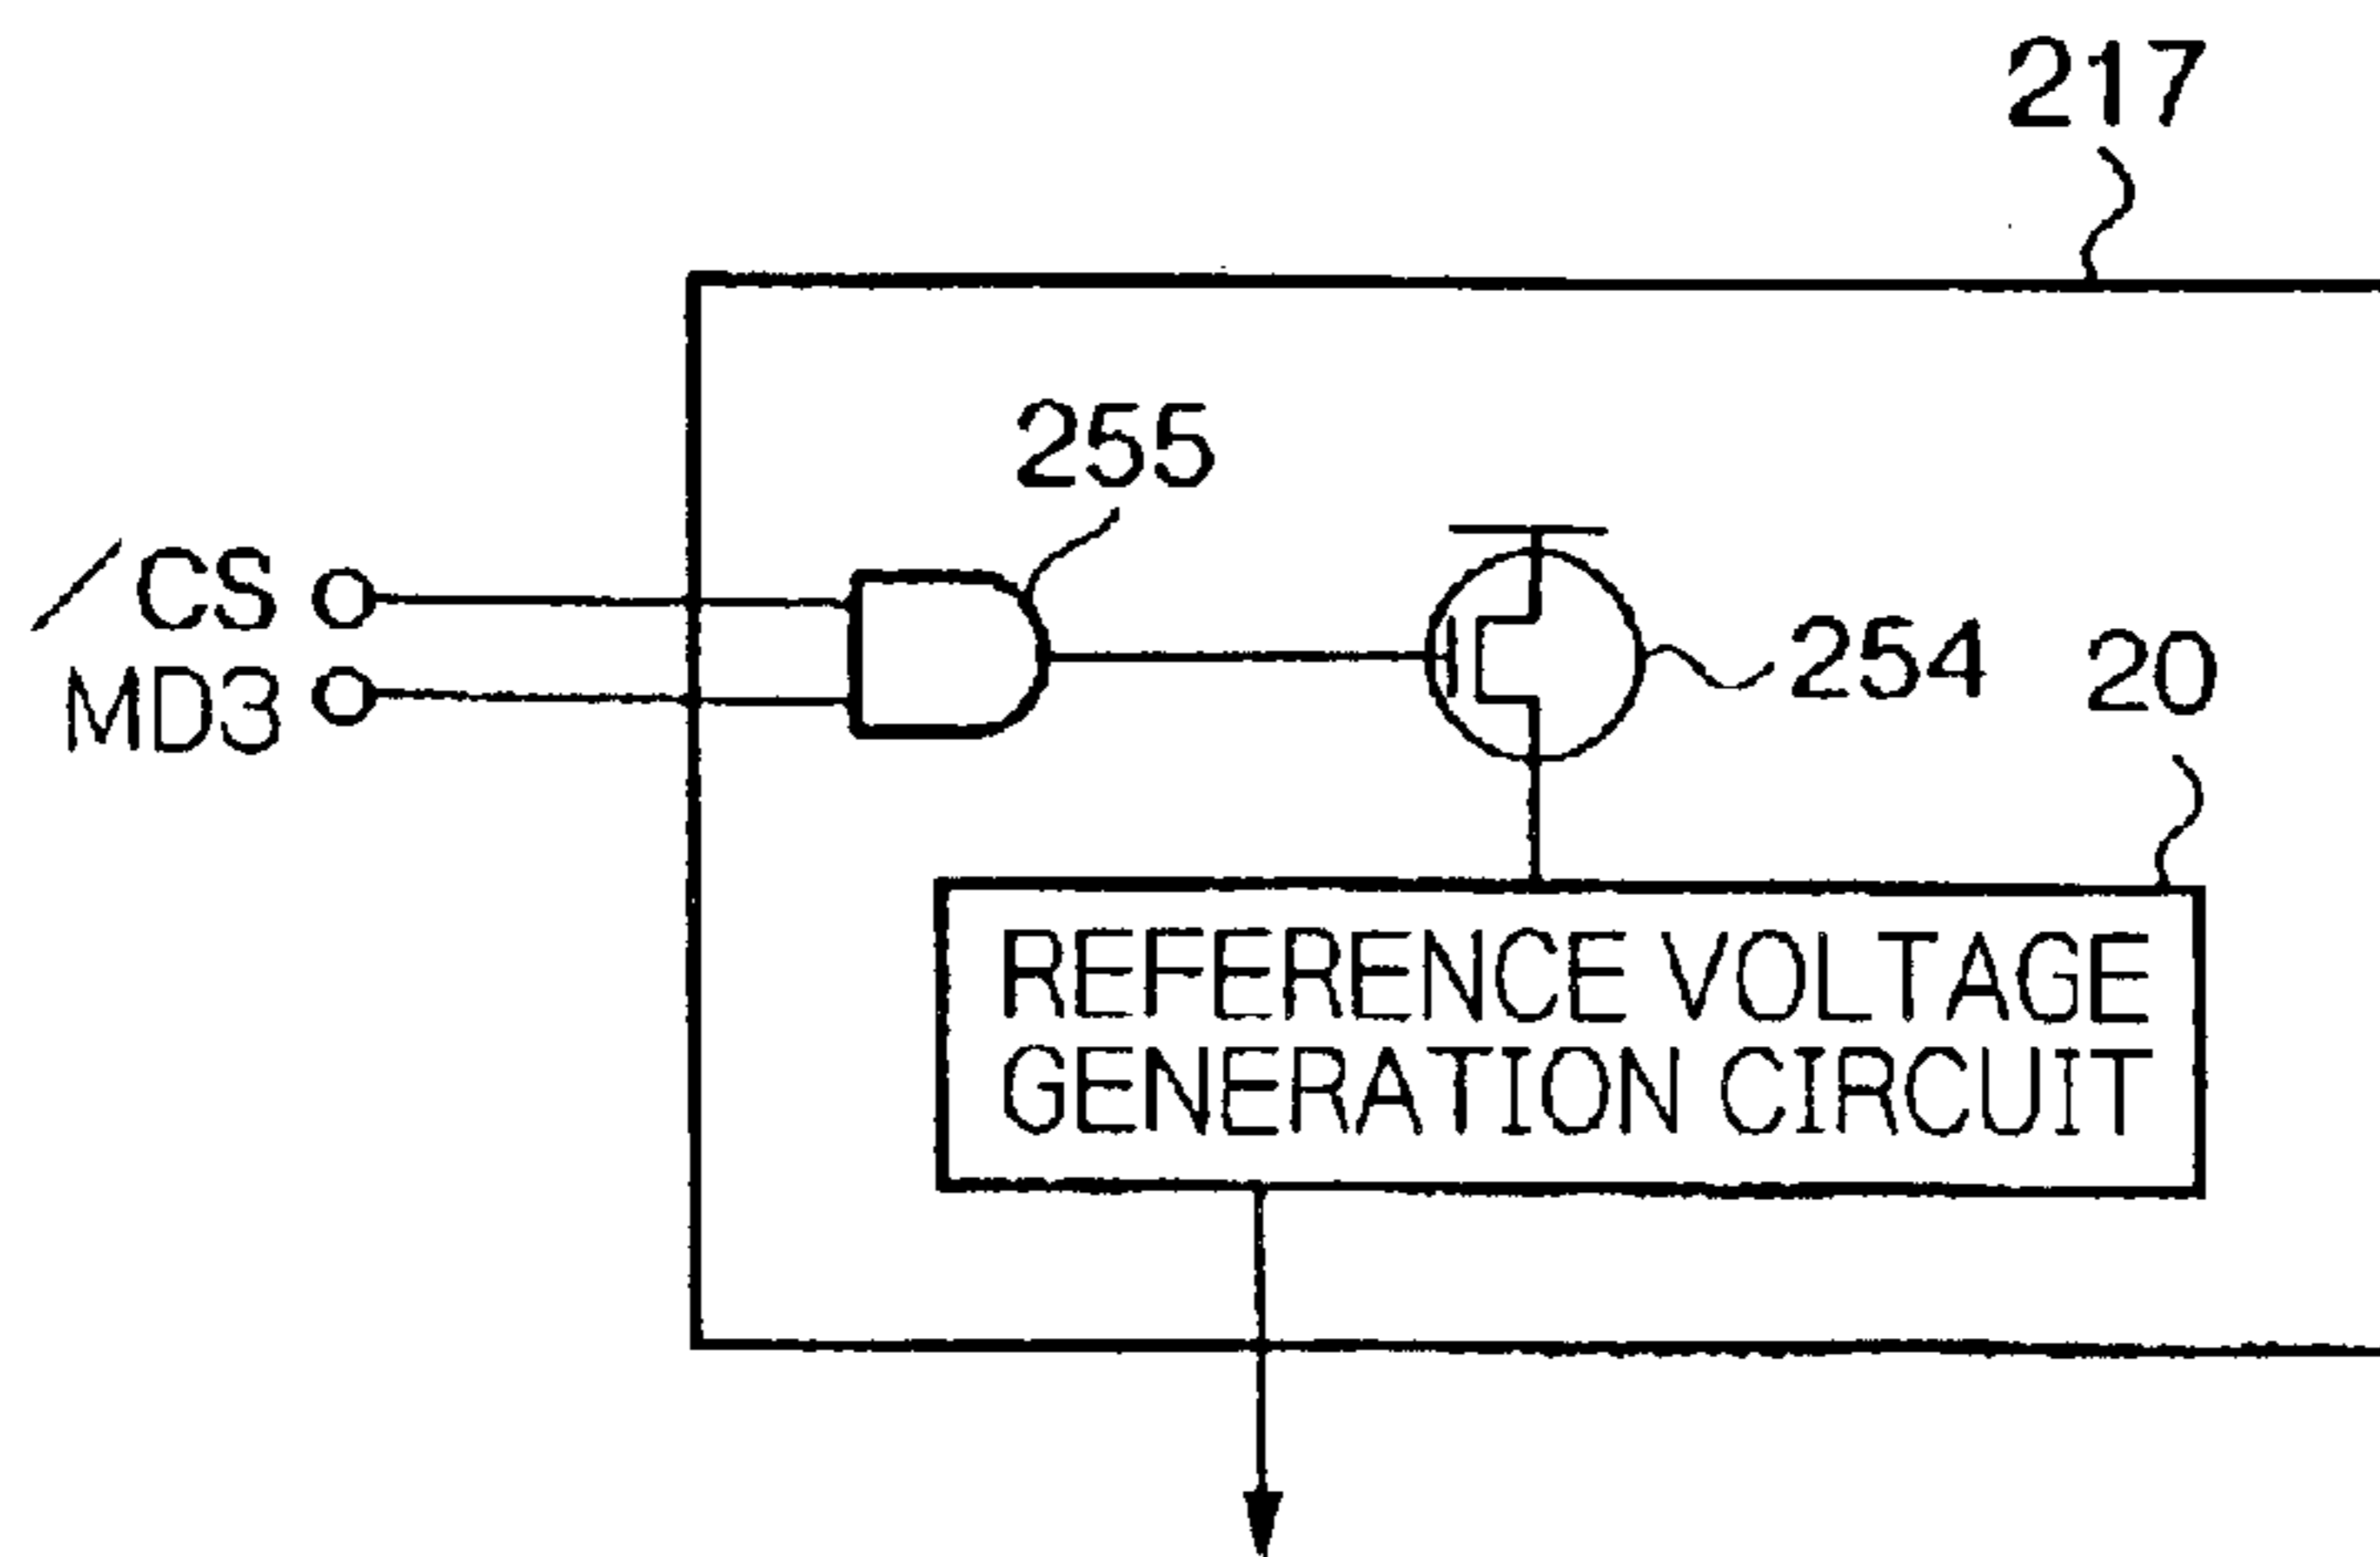 217
255
/CS
MD3
254
20
REFERENCE VOLTAGE
GENERATION CIRCUIT